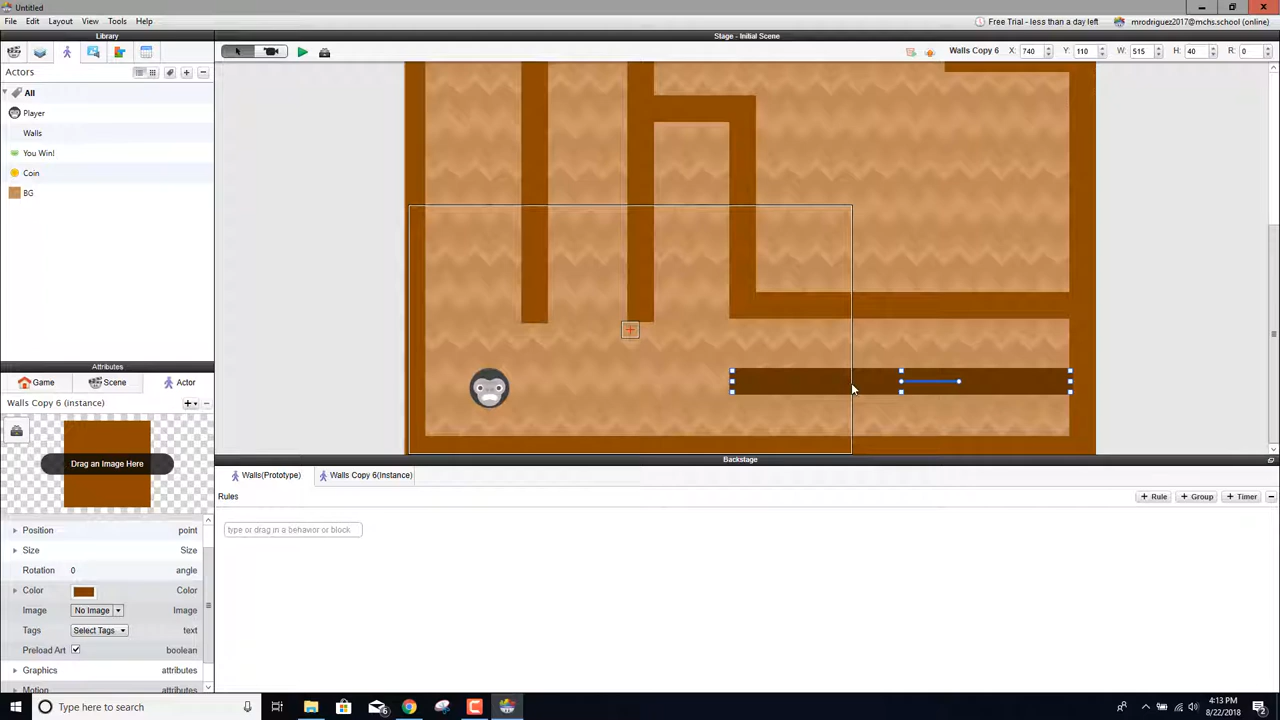 Untitled
File Edit Layout View Tools Help
Free Trial - less than a day left
mrodriguez2017@mchs.school (online)
Library
Stage - Initial Scene
Walls Copy 6 X: 740 Y: 110 W: 515 H: 40 R: 0
Actors
All
Player
Walls
You Win!
Coin
BG
Attributes
Game Scene Actor
Walls Copy 6 (instance)
Drag an Image Here
Position point
Size Size
Rotation 0 angle
Color Color
Image No Image Image
Tags Select Tags text
Preload Art boolean
Graphics attributes
Motion attributes
Backstage
Walls(Prototype) Walls Copy 6(Instance)
Rules
+ Rule + Group + Timer
type or drag in a behavior or block
Type here to search
6
4:13 PM
8/22/2018
2